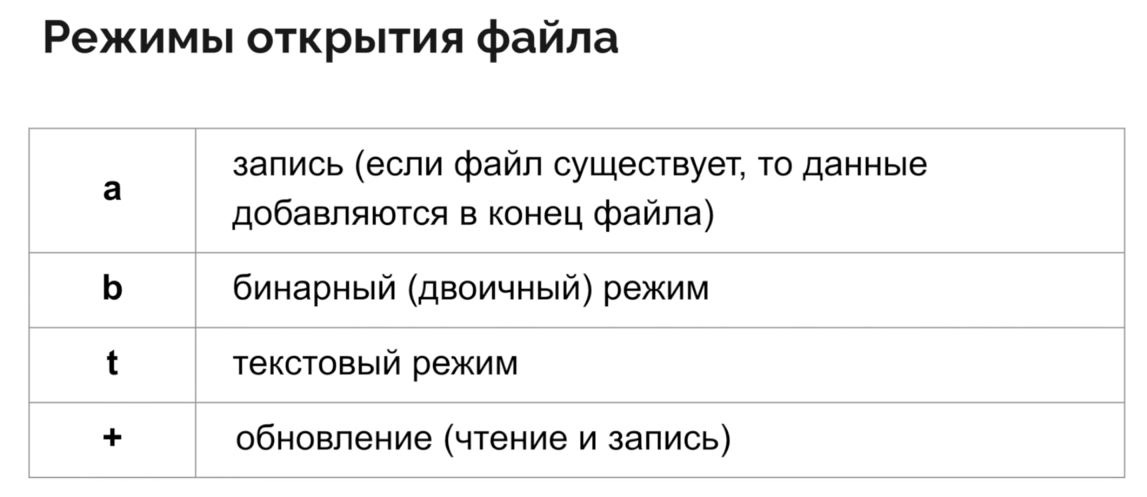 Режимы открытия файла
a
запись (если файл существует, то данные
добавляются в конец файла)
b
бинарный (двоичный) режим
t
текстовый режим
+
обновление (чтение и запись)